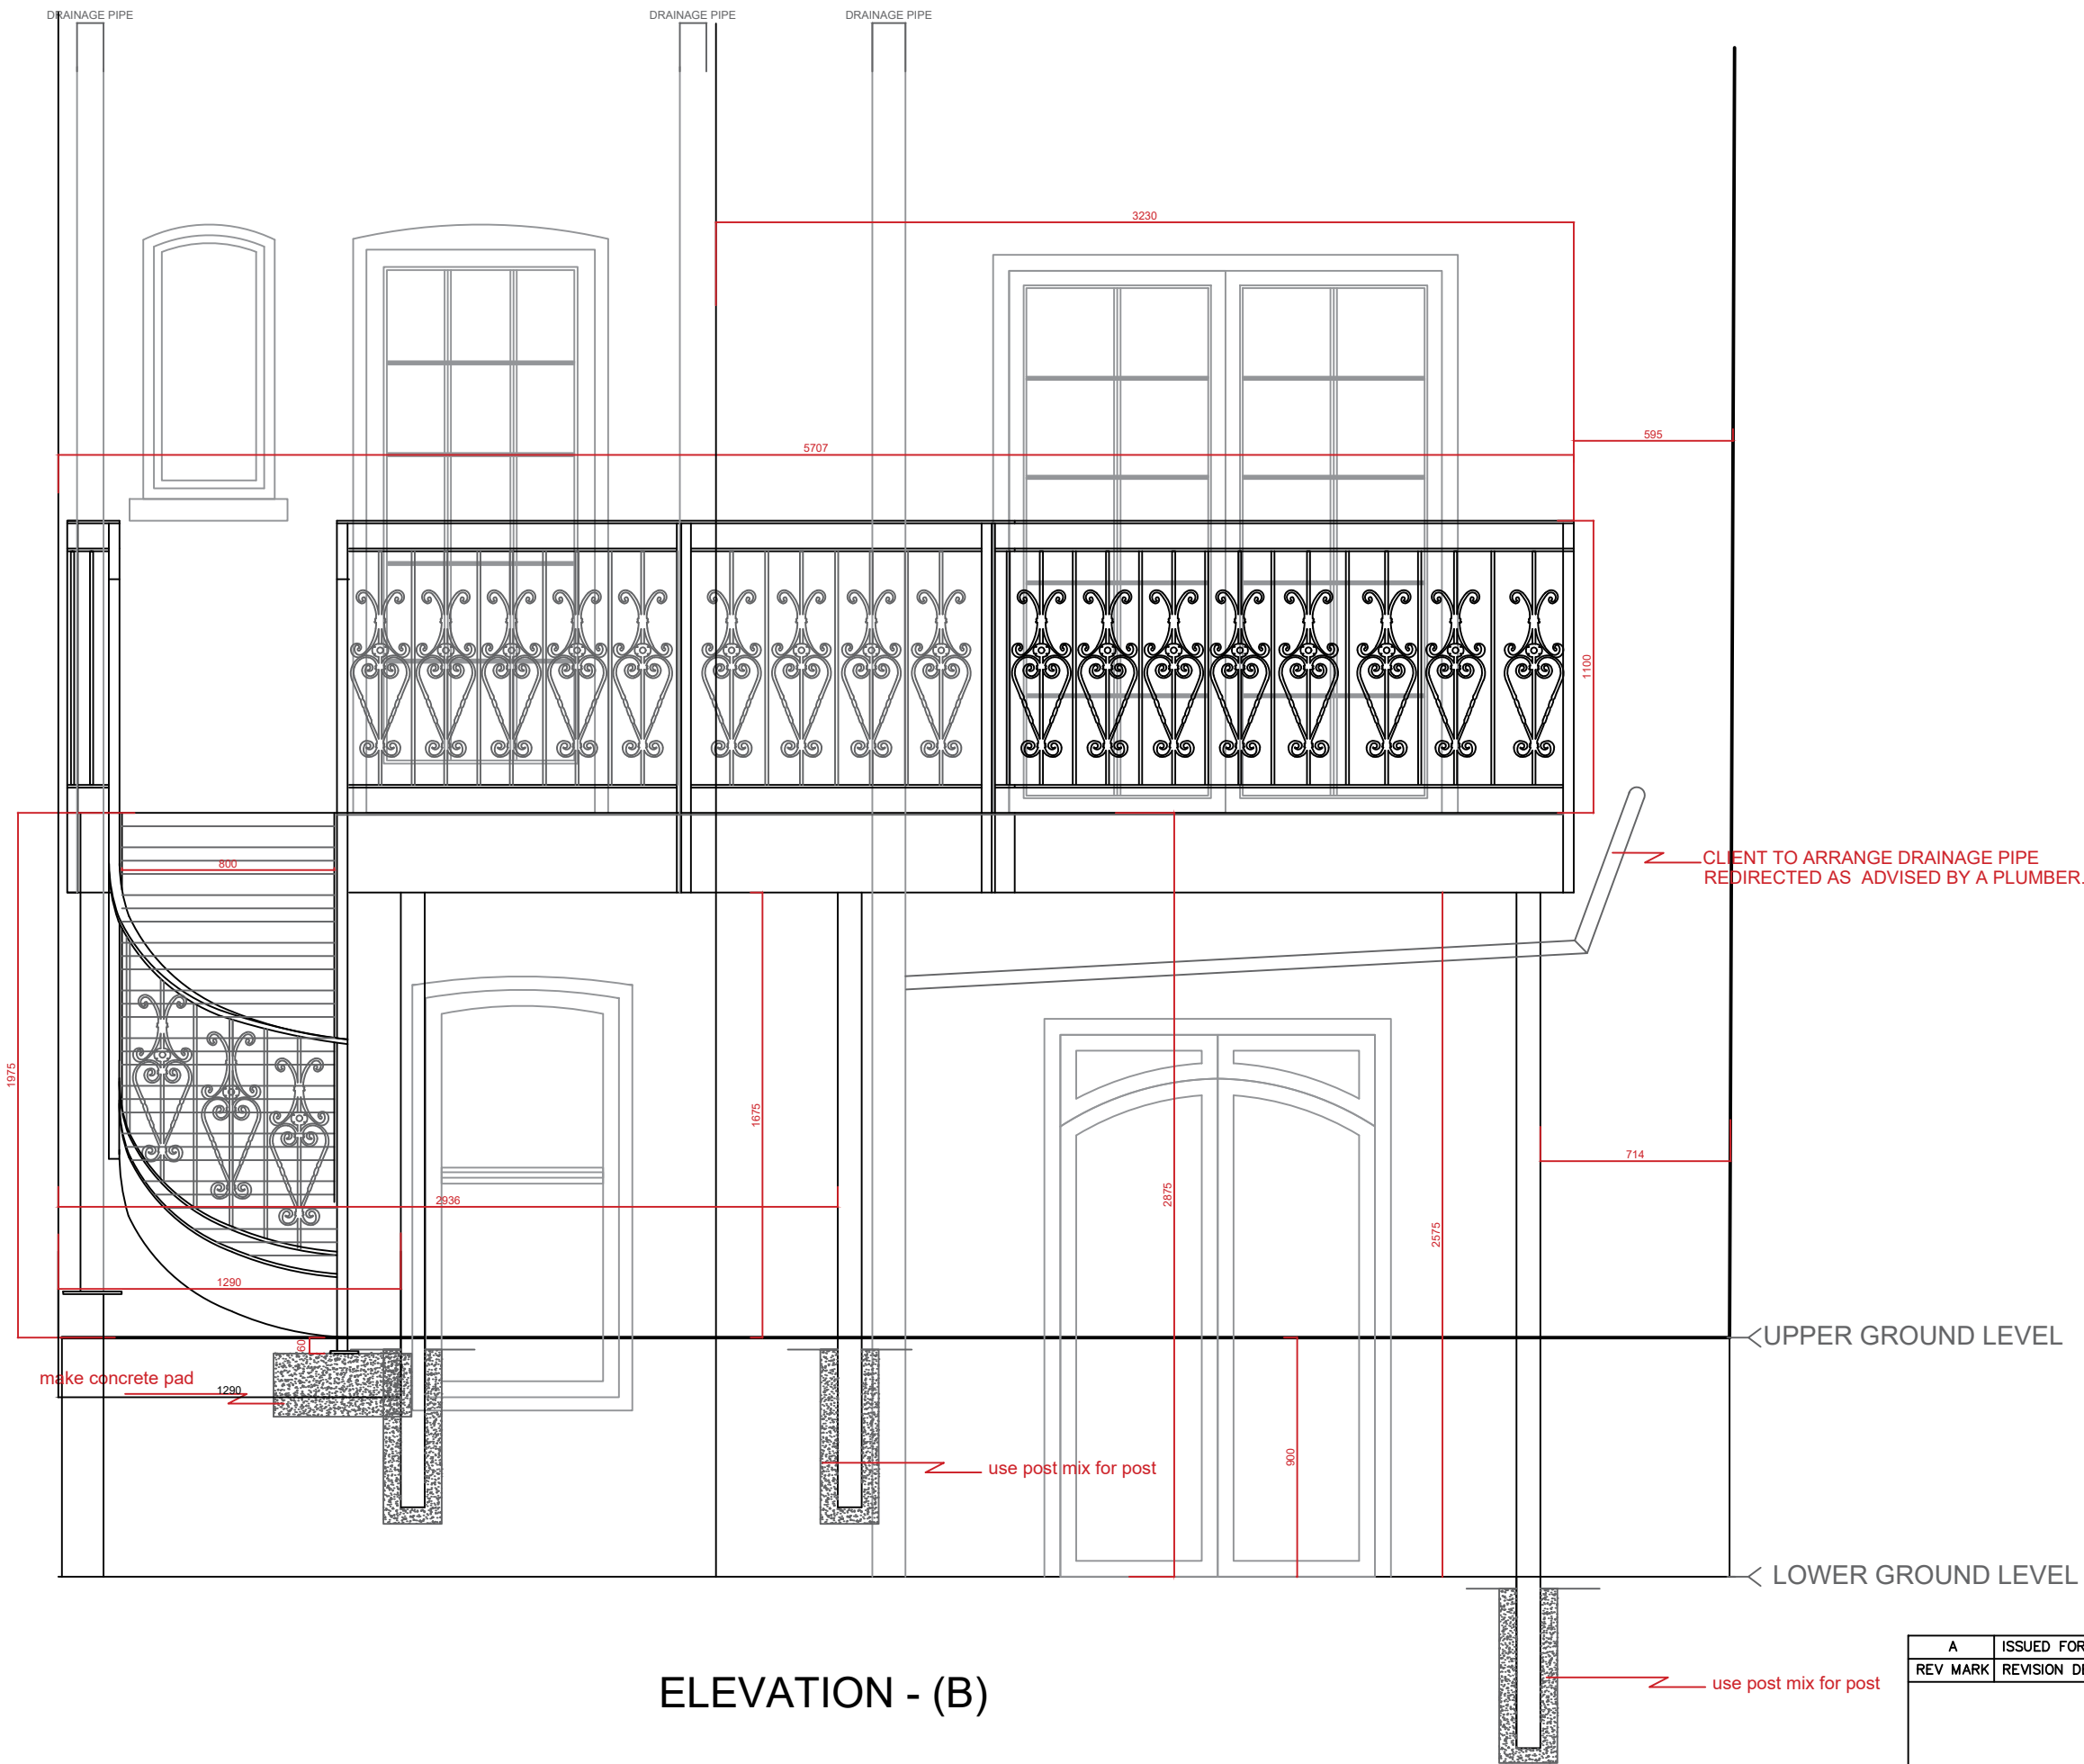 DRAINAGE PIPE
DRAINAGE PIPE
DRAINAGE PIPE
3230
595
5707
1100
CLIENT TO ARRANGE DRAINAGE PIPE
REDIRECTED AS ADVISED BY A PLUMBER.
800
1975
1675
714
2875
2936
2575
1290
UPPER GROUND LEVEL
60
make concrete pad
1290
900
use post mix for post
LOWER GROUND LEVEL
A ISSUED FOR
REV MARK REVISION DE
use post mix for post
ELEVATION - (B)